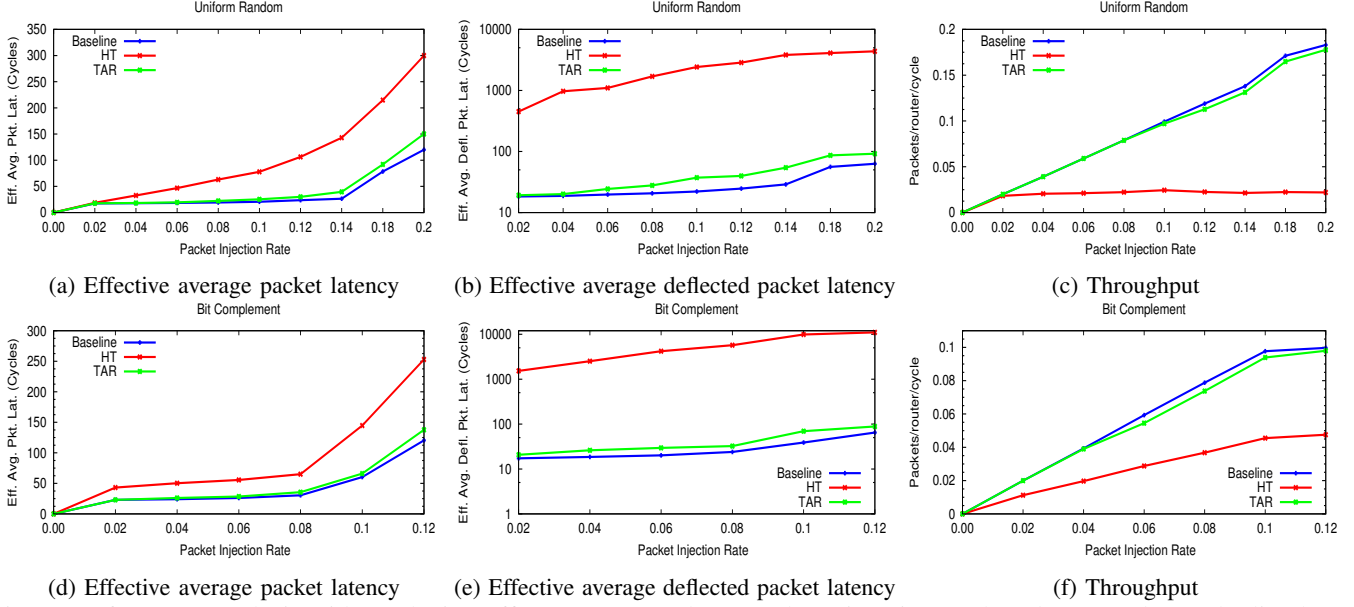 Uniform Random
Eff. Avg. Pkt. Lat. (Cycles)
350
300
250
200
150
100
50
0
Baseline
HT
TAR
0.00 0.02 0.04 0.06 0.08 0.10 0.12 0.14 0.18 0.2
Packet Injection Rate
(a) Effective average packet latency
Uniform Random
Eff. Avg. Defl. Pkt. Lat. (Cycles)
10000
1000
100
10
Baseline
HT
TAR
0.02 0.04 0.06 0.08 0.10 0.12 0.14 0.18 0.2
Packet Injection Rate
(b) Effective average deflected packet latency
Uniform Random
Packets/router/cycle
0.2
0.15
0.1
0.05
0
Baseline
HT
TAR
0.00 0.02 0.04 0.06 0.08 0.10 0.12 0.14 0.18 0.2
Packet Injection Rate
(c) Throughput
Bit Complement
Eff. Avg. Pkt. Lat. (Cycles)
300
250
200
150
100
50
0
Baseline
HT
TAR
0.00 0.02 0.04 0.06 0.08 0.1 0.12
Packet Injection Rate
(d) Effective average packet latency
Bit Complement
Eff. Avg. Defl. Pkt. Lat. (Cycles)
10000
1000
100
10
1
Baseline
HT
TAR
0.02 0.04 0.06 0.08 0.1 0.12
Packet Injection Rate
(e) Effective average deflected packet latency
Bit Complement
Packets/router/cycle
0.1
0.08
0.06
0.04
0.02
0
Baseline
HT
TAR
0.00 0.02 0.04 0.06 0.08 0.1 0.12
Packet Injection Rate
(f) Throughput